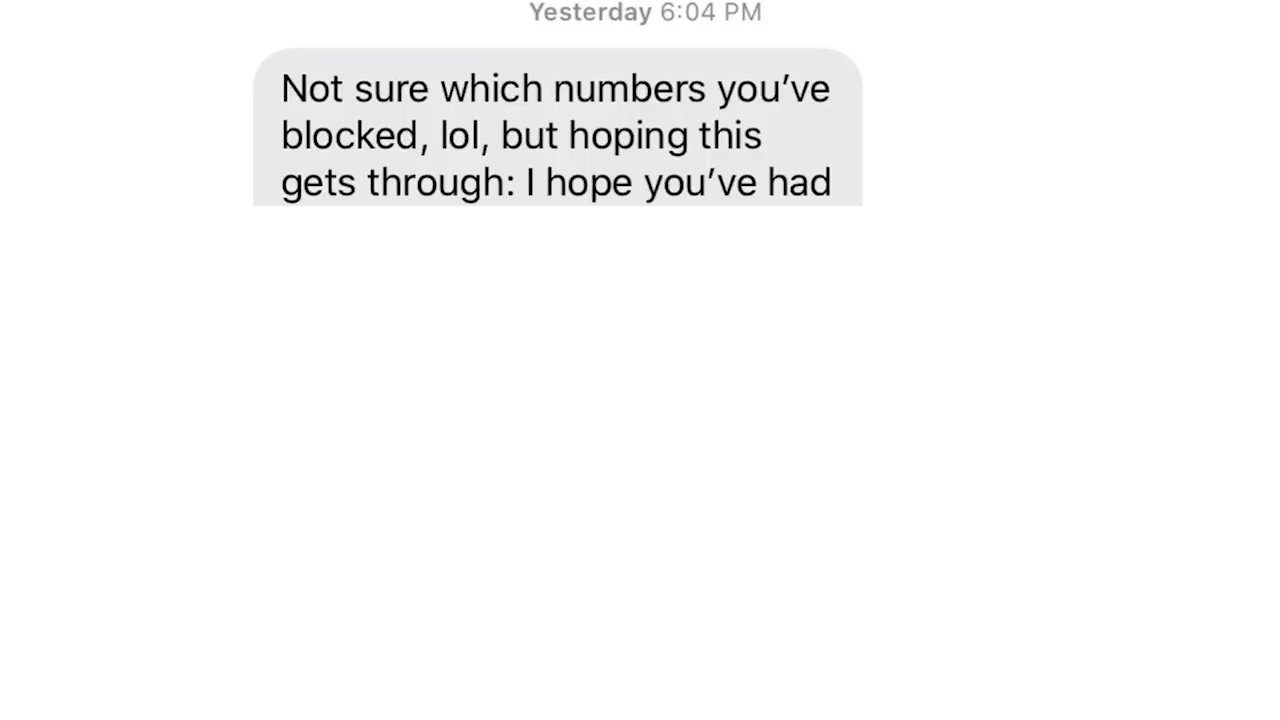 Yesterday 6:04 PM
Not sure which numbers you’ve
blocked, lol, but hoping this
gets through: I hope you’ve had